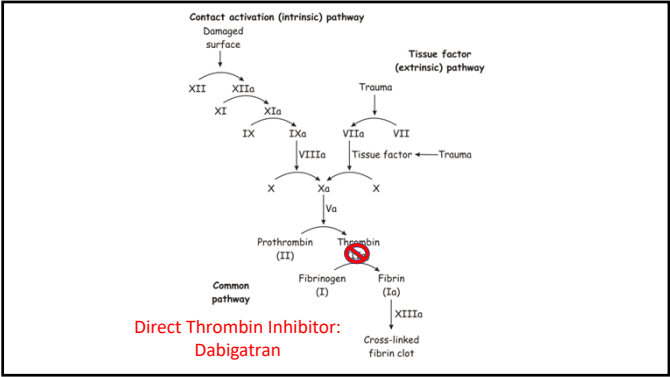 Contact activation (intrinsic) pathway
Damaged
surface
Tissue factor
(extrinsic) pathway
XII
XIIa
Trauma
XI
XIa
IX
IXa
VIIa
VII
VIIIa
Tissue factor
Trauma
X
Xa
X
Va
Prothrombin
(II)
Thrombin
Fibrinogen
(I)
Fibrin
(Ia)
Common
pathway
XIIIa
Direct Thrombin Inhibitor:
Dabigatran
Cross-linked
fibrin clot